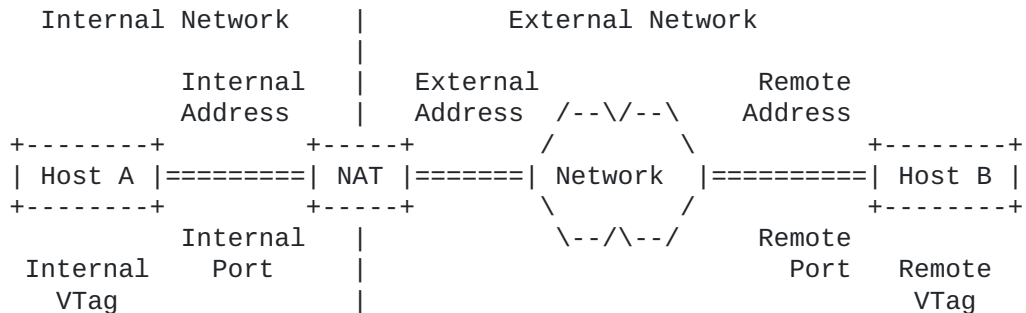 Internal Network | External Network
|
Internal | External Remote
Address | Address /--\/--\ Address
+--------+ +-----+ / \ +--------+
| Host A |=========| NAT |=======| Network |==========| Host B |
+--------+ +-----+ \ / +--------+
Internal | \--/\--/ Remote
Internal Port | Port Remote
VTag | VTag